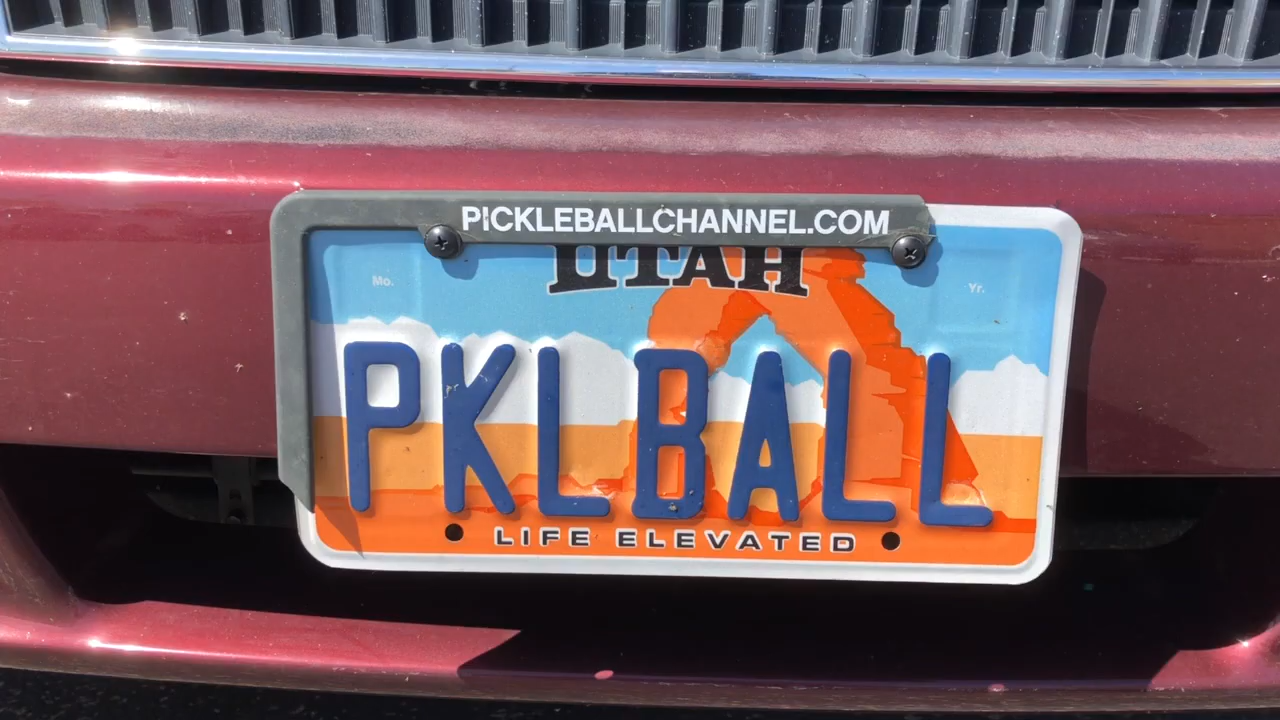 PICKLEBALLCHANNEL.COM
UTAH
Mo.
Yr.
PKLBALL
LIFE ELEVATED